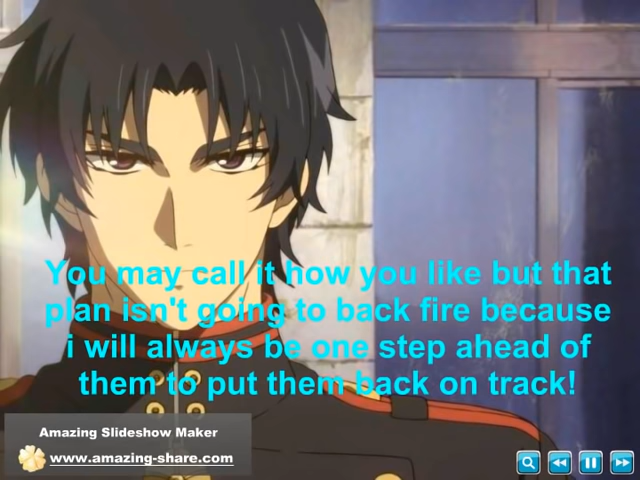 You may call it how you like but that
plan isn't going to back fire because
i will always be one step ahead of
them to put them back on track!
Amazing Slideshow Maker
www.amazing-share.com